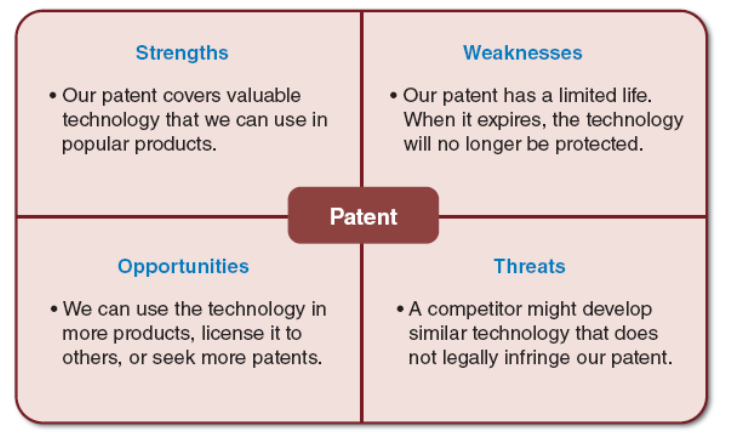 Strengths
• Our patent covers valuable
technology that we can use in
popular products.
Weaknesses
• Our patent has a limited life.
When it expires, the technology
will no longer be protected.
Patent
Opportunities
• We can use the technology in
more products, license it to
others, or seek more patents.
Threats
• A competitor might develop
similar technology that does
not legally infringe our patent.